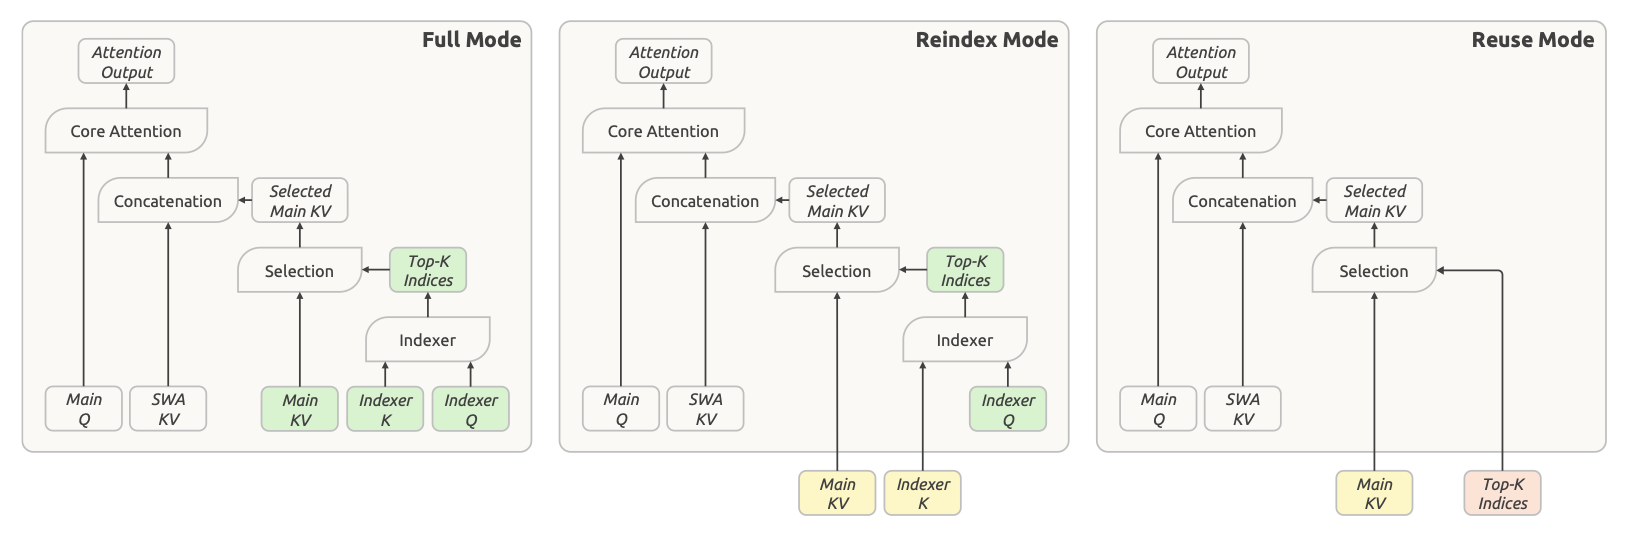 Full Mode
Attention
Output
Core Attention
Concatenation
Selected
Main KV
Selection
Top-K
Indices
Indexer
Main
Q
SWA
KV
Main
KV
Indexer
K
Indexer
Q
Reindex Mode
Attention
Output
Core Attention
Concatenation
Selected
Main KV
Selection
Top-K
Indices
Indexer
Main
Q
SWA
KV
Indexer
Q
Main
KV
Indexer
K
Reuse Mode
Attention
Output
Core Attention
Concatenation
Selected
Main KV
Selection
Main
Q
SWA
KV
Main
KV
Top-K
Indices